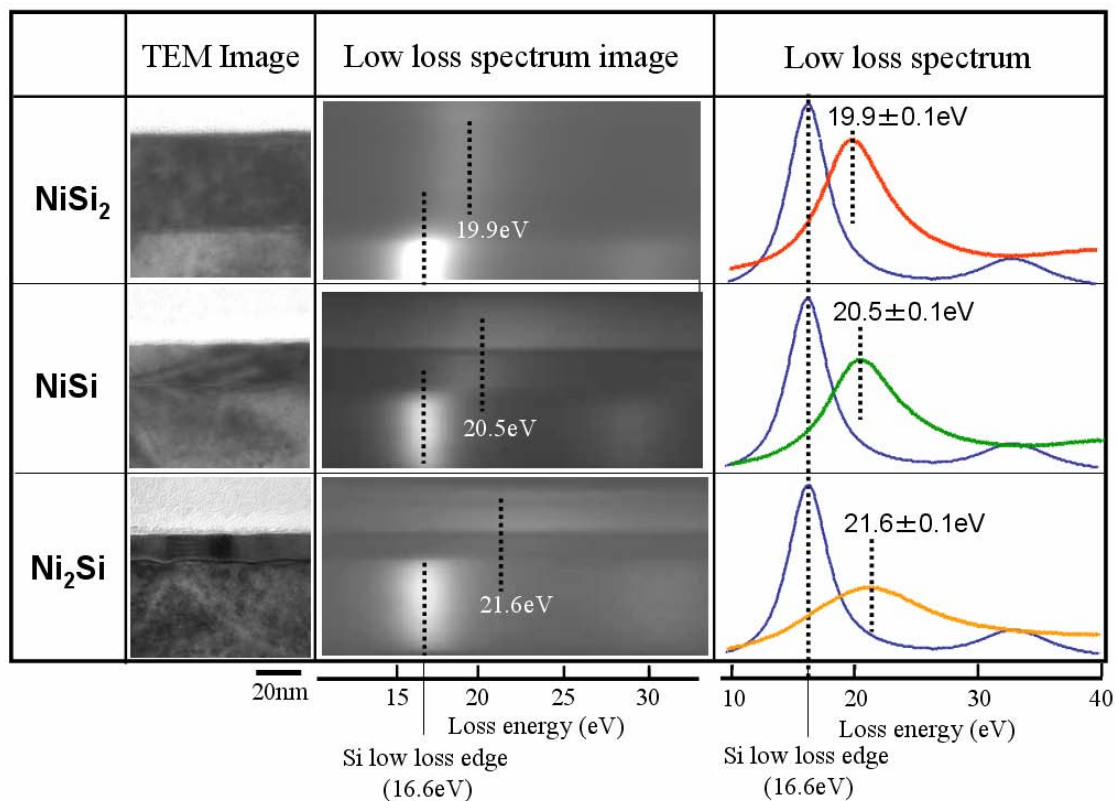 TEM Image
Low loss spectrum image
Low loss spectrum
NiSi₂
19.9eV
19.9±0.1eV
NiSi
20.5eV
20.5±0.1eV
Ni₂Si
21.6eV
21.6±0.1eV
20nm
15 20 25 30
Loss energy (eV)
Si low loss edge
(16.6eV)
10 20 30 40
Loss energy (eV)
Si low loss edge
(16.6eV)